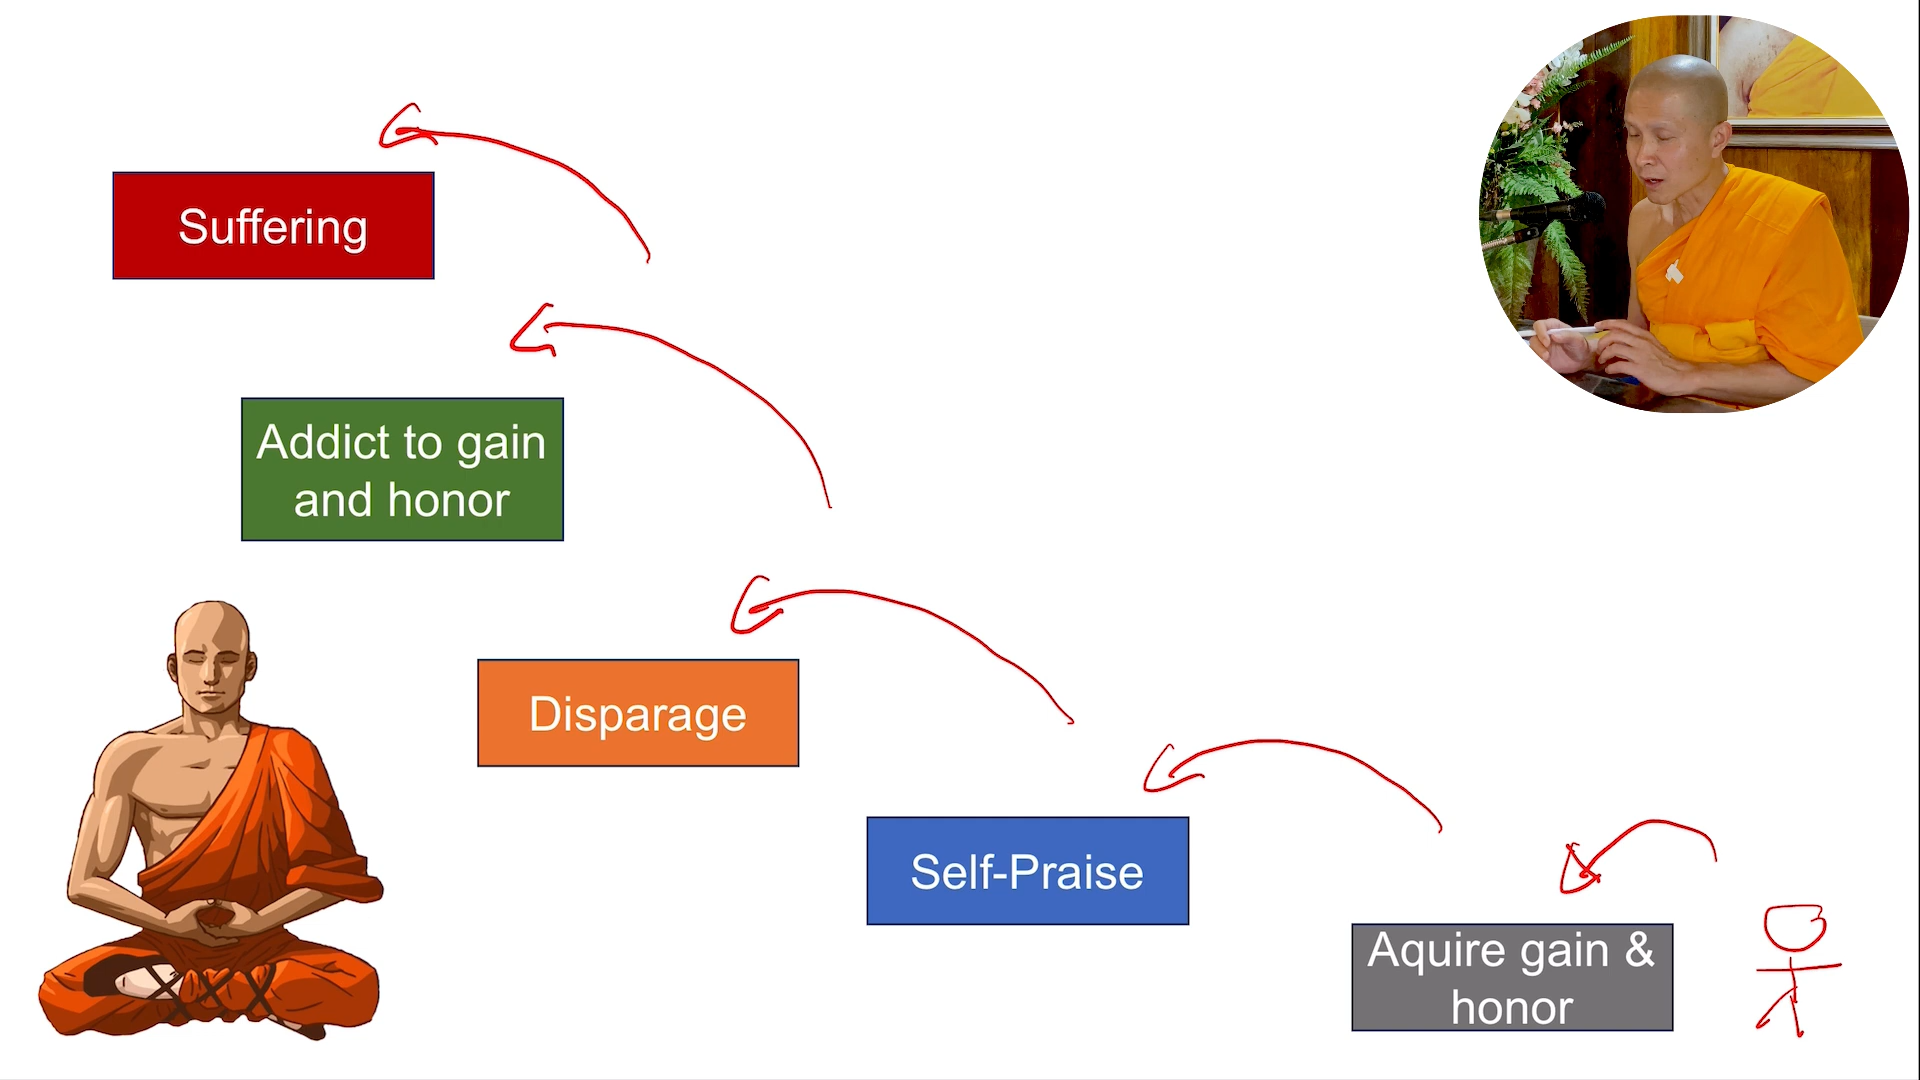 Suffering
Addict to gain
and honor
Disparage
Self-Praise
Aquire gain &
honor